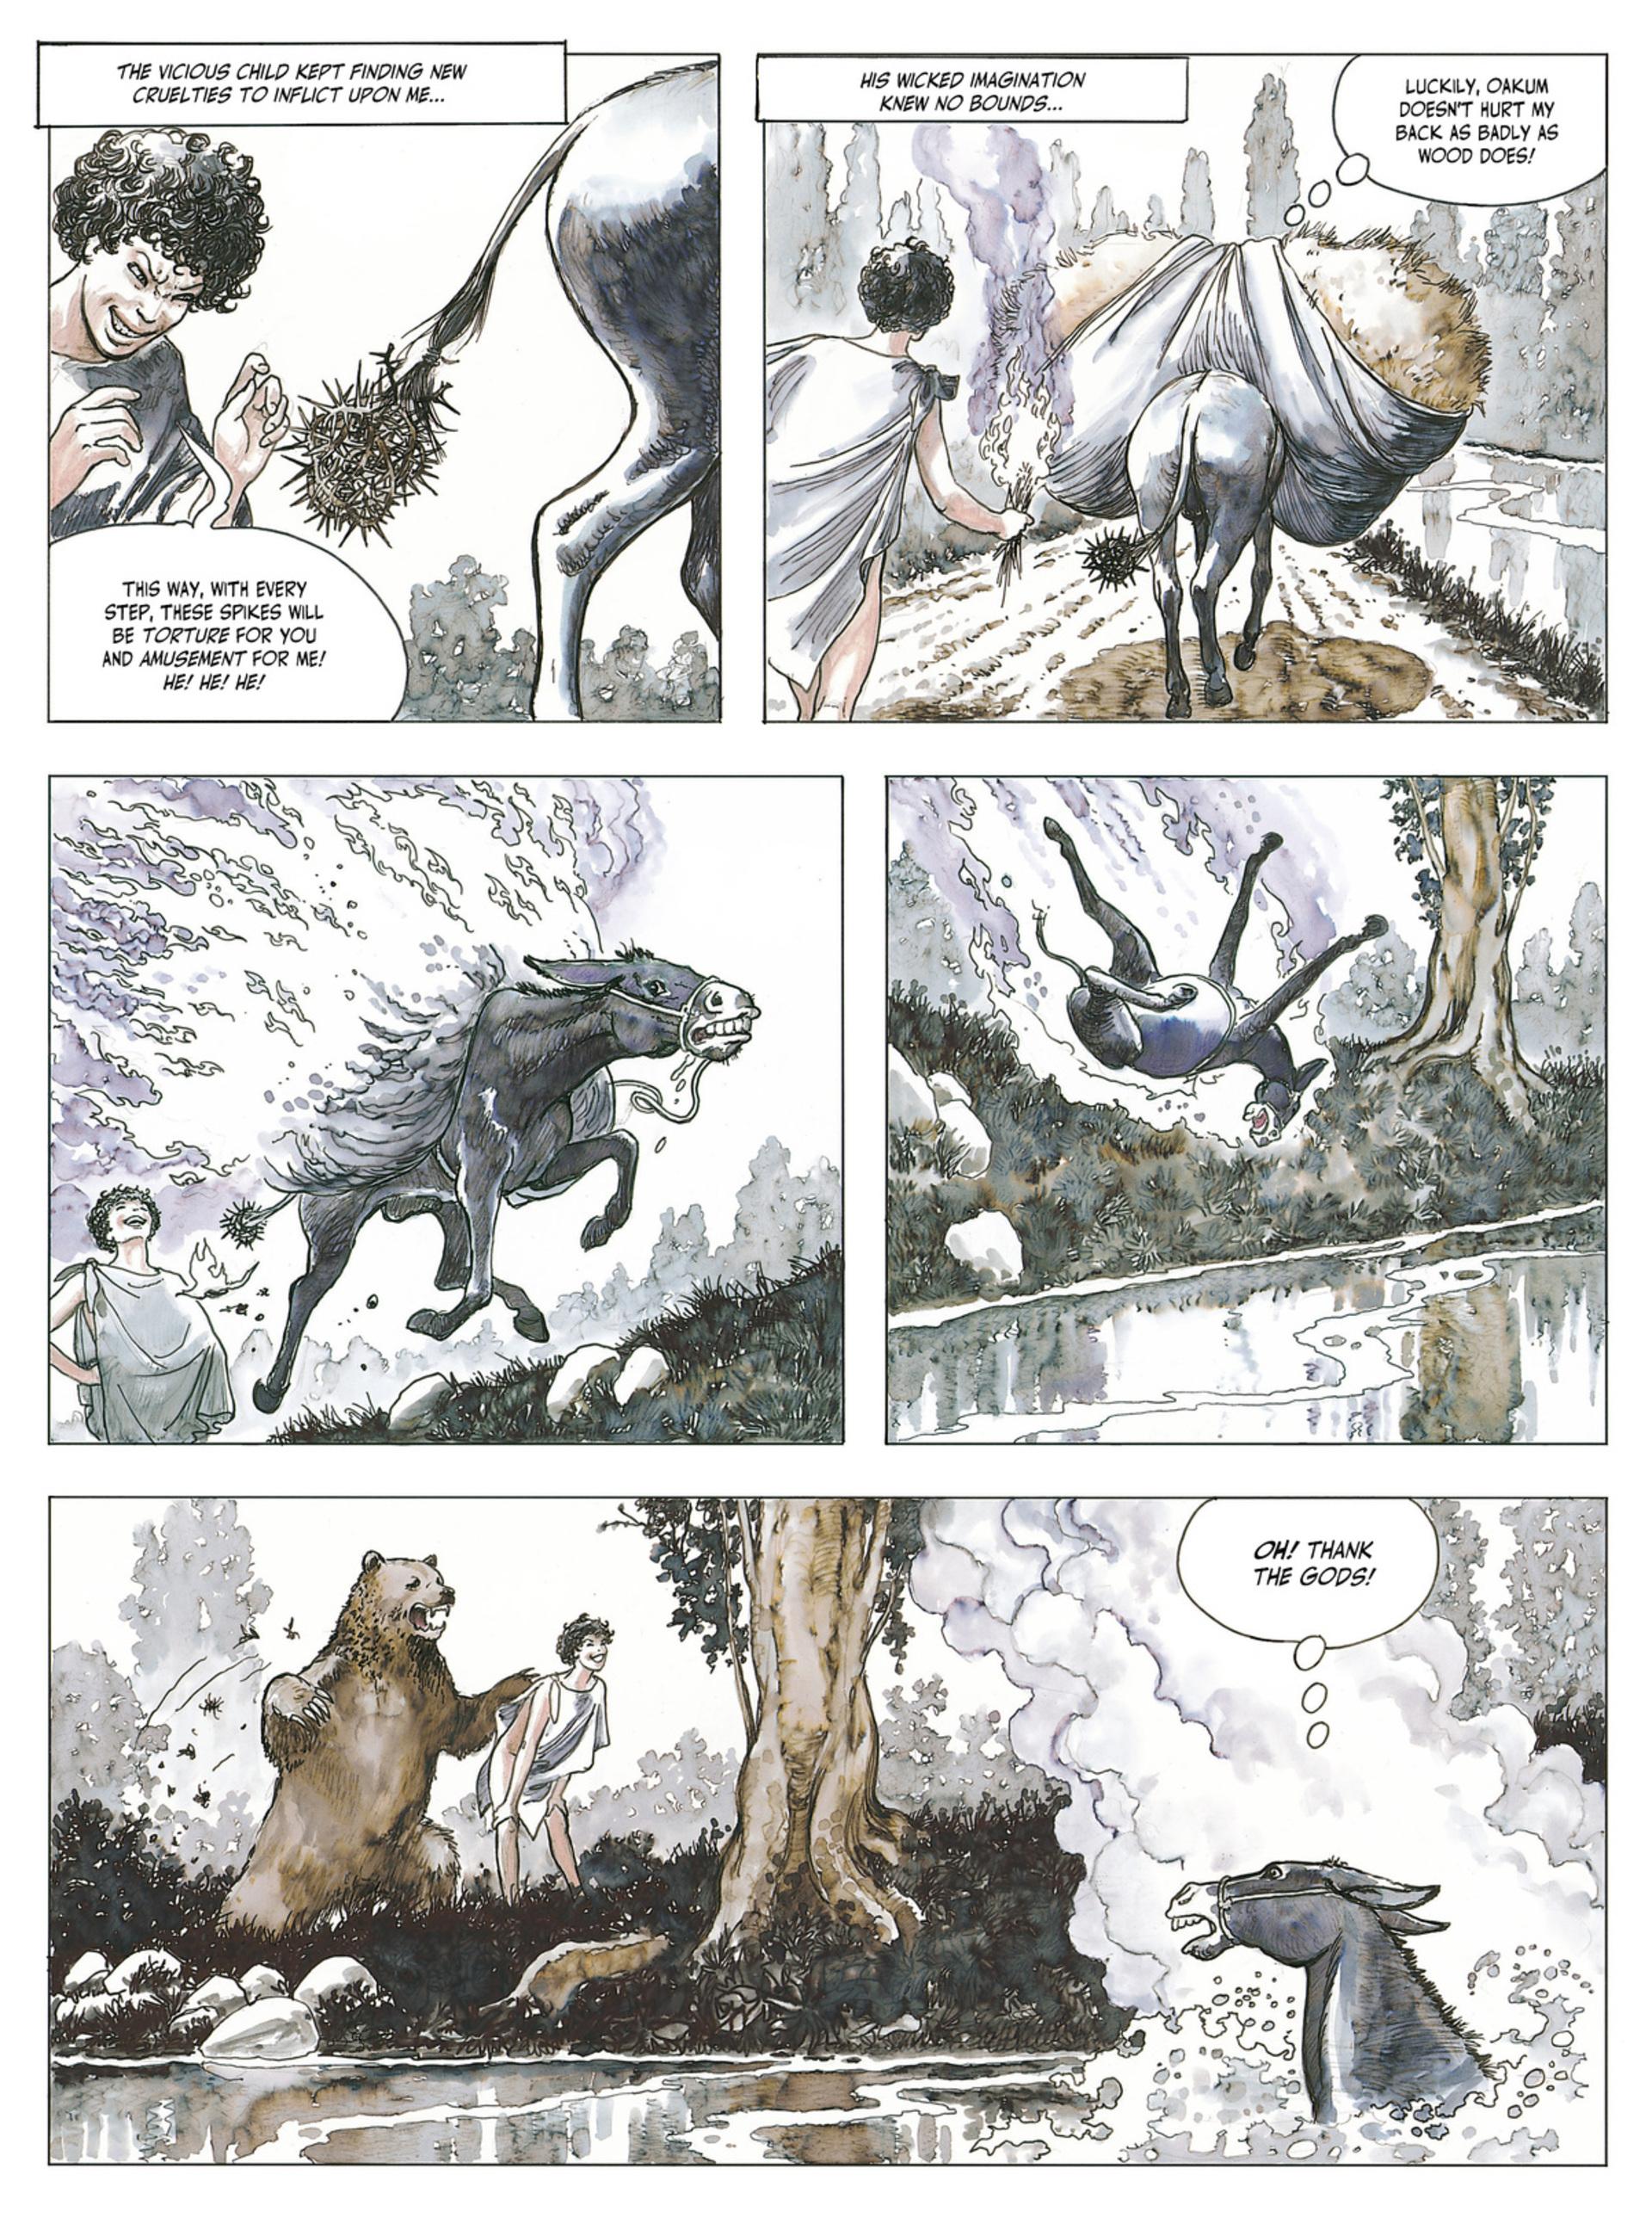 THE VICIOUS CHILD KEPT FINDING NEW
CRUELTIES TO INFLICT UPON ME...
THIS WAY, WITH EVERY
STEP, THESE SPIKES WILL
BE TORTURE FOR YOU
AND AMUSEMENT FOR ME!
HE! HE! HE!
HIS WICKED IMAGINATION
KNEW NO BOUNDS...
LUCKILY, OAKUM
DOESN'T HURT MY
BACK AS BADLY AS
WOOD DOES!
OH! THANK
THE GODS!